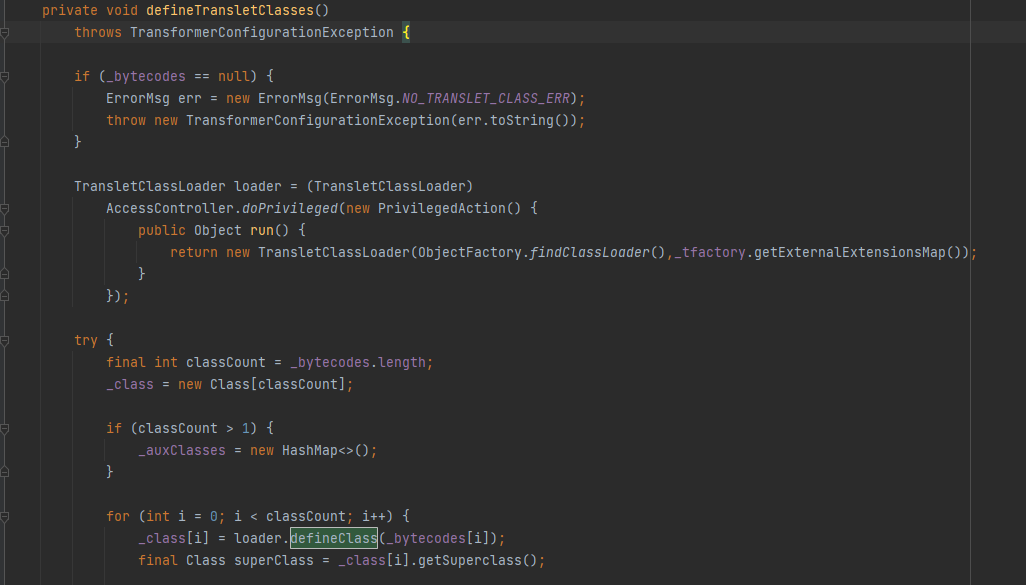 private void defineTransletClasses()
    throws TransformerConfigurationException {

    if (_bytecodes == null) {
        ErrorMsg err = new ErrorMsg(ErrorMsg.NO_TRANSLET_CLASS_ERR);
        throw new TransformerConfigurationException(err.toString());
    }

    TransletClassLoader loader = (TransletClassLoader)
        AccessController.doPrivileged(new PrivilegedAction() {
            public Object run() {
                return new TransletClassLoader(ObjectFactory.findClassLoader(),_tfactory.getExternalExtensionsMap());
            }
        });

    try {
        final int classCount = _bytecodes.length;
        _class = new Class[classCount];

        if (classCount > 1) {
            _auxClasses = new HashMap<>();
        }

        for (int i = 0; i < classCount; i++) {
            _class[i] = loader.defineClass(_bytecodes[i]);
            final Class superClass = _class[i].getSuperclass();